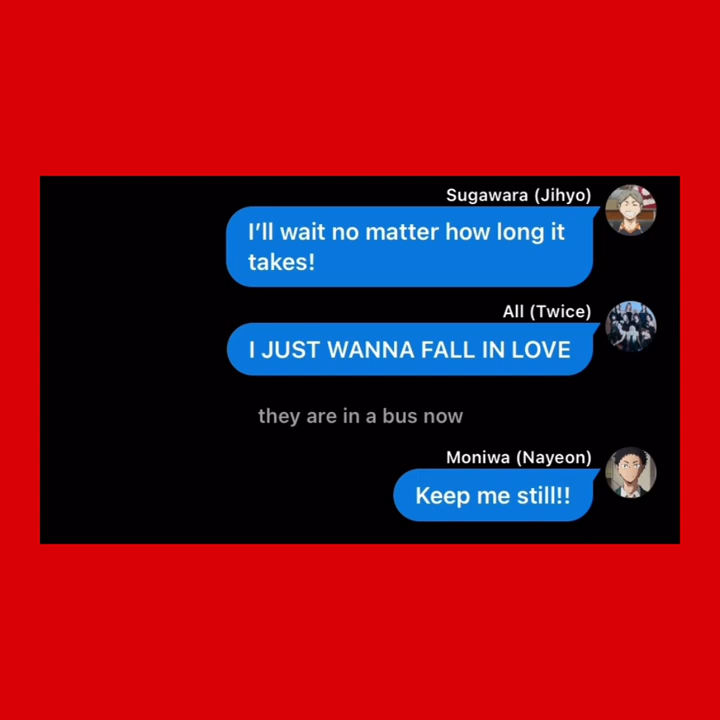 Sugawara (Jihyo)
I’ll wait no matter how long it
takes!
All (Twice)
I JUST WANNA FALL IN LOVE
they are in a bus now
Moniwa (Nayeon)
Keep me still!!